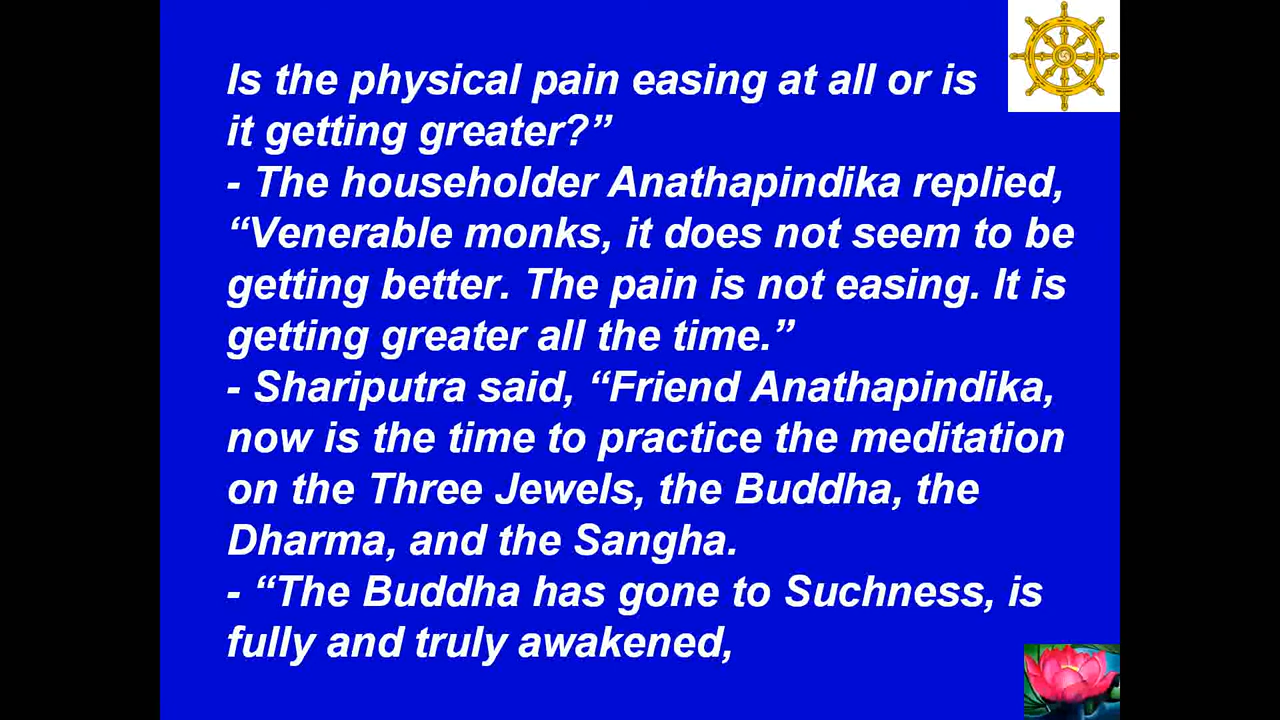 Is the physical pain easing at all or is
it getting greater?”
- The householder Anathapindika replied,
“Venerable monks, it does not seem to be
getting better. The pain is not easing. It is
getting greater all the time.”
- Shariputra said, “Friend Anathapindika,
now is the time to practice the meditation
on the Three Jewels, the Buddha, the
Dharma, and the Sangha.
- “The Buddha has gone to Suchness, is
fully and truly awakened,